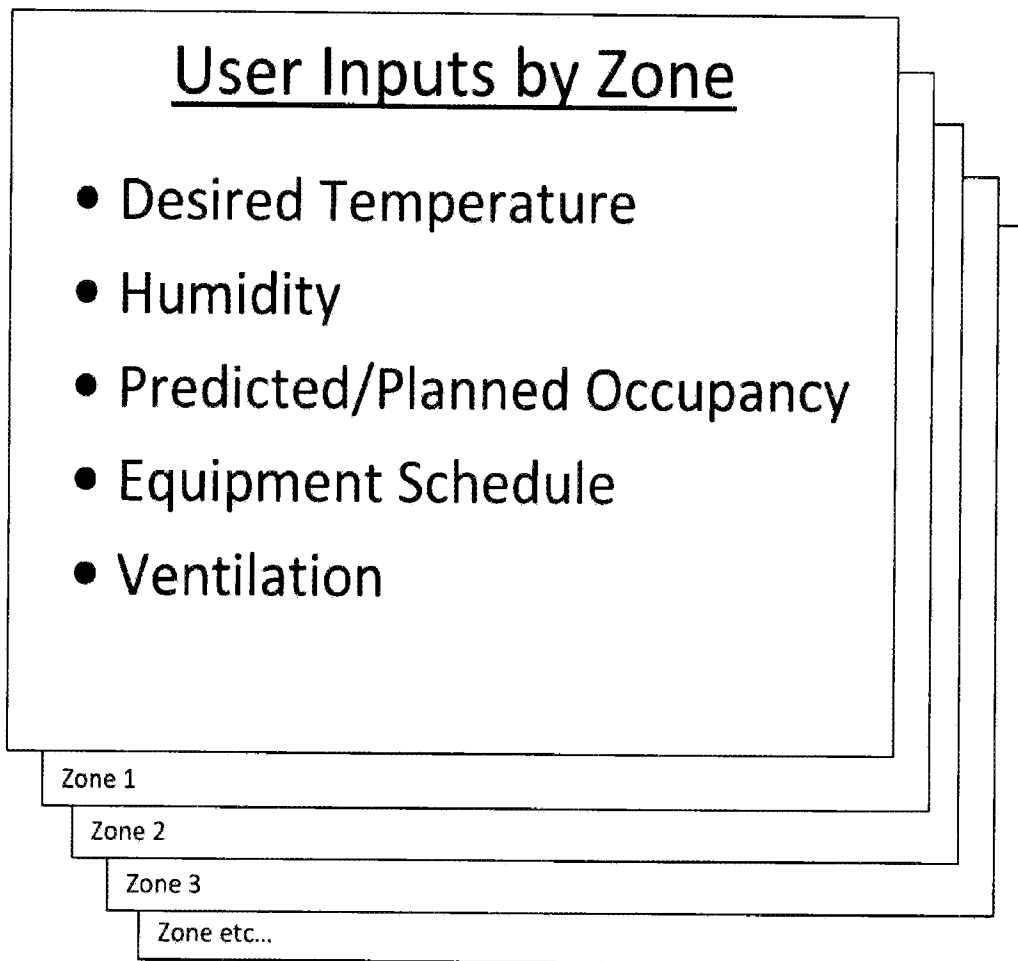 User Inputs by Zone
• Desired Temperature
• Humidity
• Predicted/Planned Occupancy
• Equipment Schedule
• Ventilation
Zone 1
Zone 2
Zone 3
Zone etc...